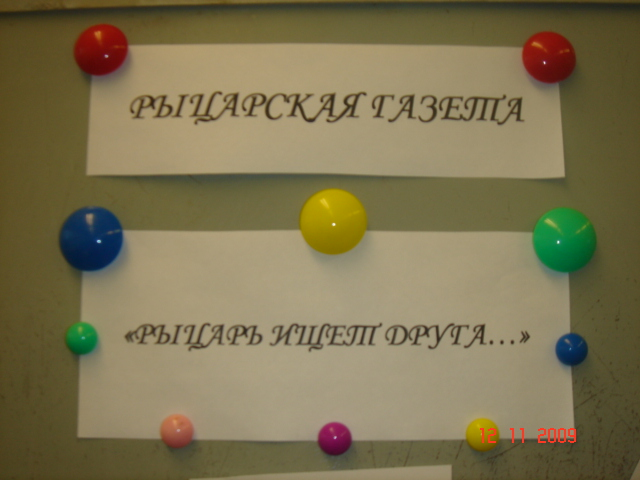 РЫЦАРСКАЯ ГАЗЕТА
«РЫЦАРЬ ИЩЕТ ДРУГА...»
12 11 2009